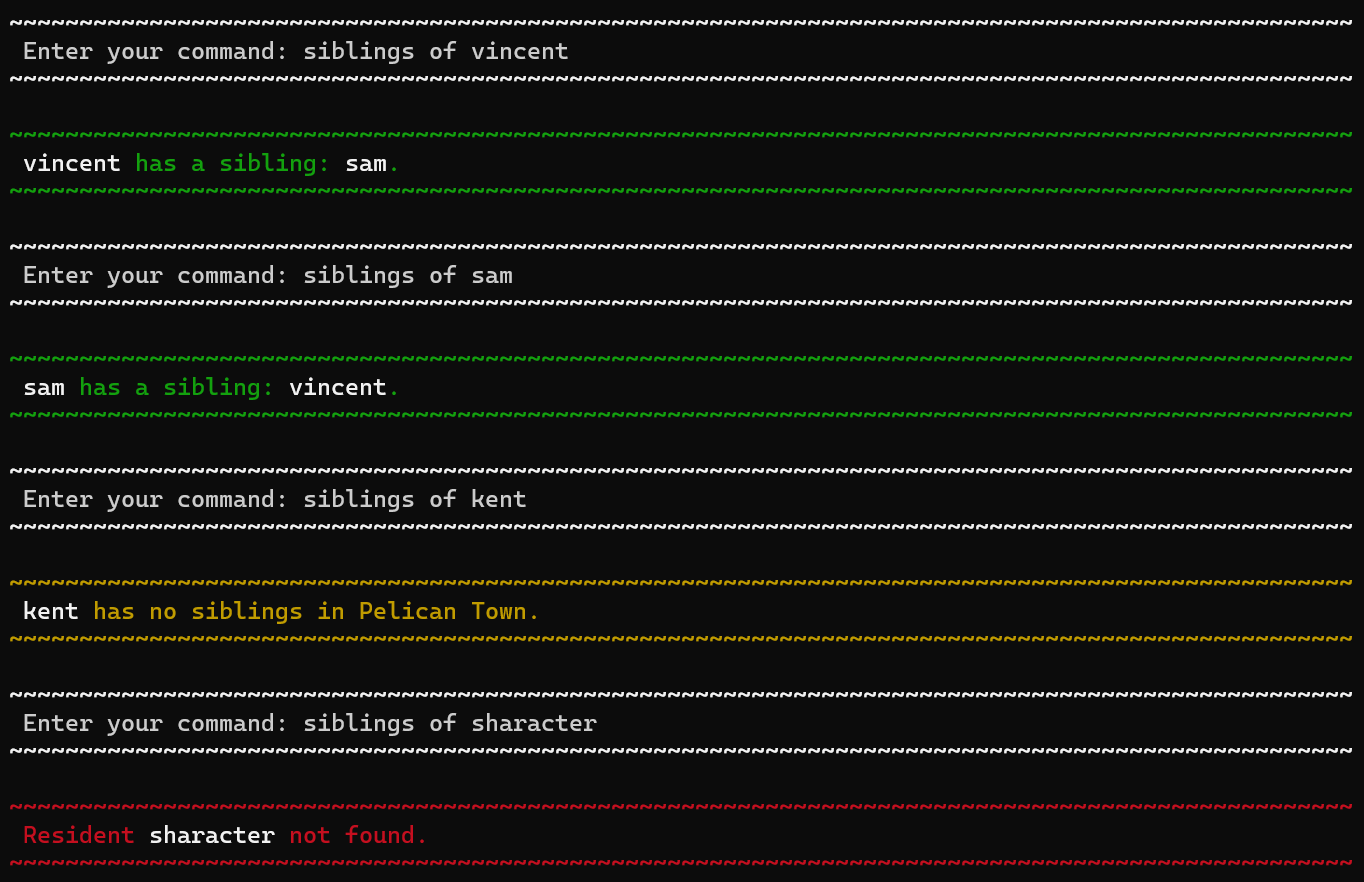 ~~~~~~~~~~~~~~~~~~~~~~~~~~~~~~~~~~~~~~~~~~~~~~~~~~~~~~~~~~~~~~~~~~~~~~~~~~~~~~~~~~~~~~~~~~~~~~~~
Enter your command: siblings of vincent
~~~~~~~~~~~~~~~~~~~~~~~~~~~~~~~~~~~~~~~~~~~~~~~~~~~~~~~~~~~~~~~~~~~~~~~~~~~~~~~~~~~~~~~~~~~~~~~~
~~~~~~~~~~~~~~~~~~~~~~~~~~~~~~~~~~~~~~~~~~~~~~~~~~~~~~~~~~~~~~~~~~~~~~~~~~~~~~~~~~~~~~~~~~~~~~~~
vincent has a sibling: sam.
~~~~~~~~~~~~~~~~~~~~~~~~~~~~~~~~~~~~~~~~~~~~~~~~~~~~~~~~~~~~~~~~~~~~~~~~~~~~~~~~~~~~~~~~~~~~~~~~
~~~~~~~~~~~~~~~~~~~~~~~~~~~~~~~~~~~~~~~~~~~~~~~~~~~~~~~~~~~~~~~~~~~~~~~~~~~~~~~~~~~~~~~~~~~~~~~~
Enter your command: siblings of sam
~~~~~~~~~~~~~~~~~~~~~~~~~~~~~~~~~~~~~~~~~~~~~~~~~~~~~~~~~~~~~~~~~~~~~~~~~~~~~~~~~~~~~~~~~~~~~~~~
~~~~~~~~~~~~~~~~~~~~~~~~~~~~~~~~~~~~~~~~~~~~~~~~~~~~~~~~~~~~~~~~~~~~~~~~~~~~~~~~~~~~~~~~~~~~~~~~
sam has a sibling: vincent.
~~~~~~~~~~~~~~~~~~~~~~~~~~~~~~~~~~~~~~~~~~~~~~~~~~~~~~~~~~~~~~~~~~~~~~~~~~~~~~~~~~~~~~~~~~~~~~~~
~~~~~~~~~~~~~~~~~~~~~~~~~~~~~~~~~~~~~~~~~~~~~~~~~~~~~~~~~~~~~~~~~~~~~~~~~~~~~~~~~~~~~~~~~~~~~~~~
Enter your command: siblings of kent
~~~~~~~~~~~~~~~~~~~~~~~~~~~~~~~~~~~~~~~~~~~~~~~~~~~~~~~~~~~~~~~~~~~~~~~~~~~~~~~~~~~~~~~~~~~~~~~~
~~~~~~~~~~~~~~~~~~~~~~~~~~~~~~~~~~~~~~~~~~~~~~~~~~~~~~~~~~~~~~~~~~~~~~~~~~~~~~~~~~~~~~~~~~~~~~~~
kent has no siblings in Pelican Town.
~~~~~~~~~~~~~~~~~~~~~~~~~~~~~~~~~~~~~~~~~~~~~~~~~~~~~~~~~~~~~~~~~~~~~~~~~~~~~~~~~~~~~~~~~~~~~~~~
~~~~~~~~~~~~~~~~~~~~~~~~~~~~~~~~~~~~~~~~~~~~~~~~~~~~~~~~~~~~~~~~~~~~~~~~~~~~~~~~~~~~~~~~~~~~~~~~
Enter your command: siblings of sharacter
~~~~~~~~~~~~~~~~~~~~~~~~~~~~~~~~~~~~~~~~~~~~~~~~~~~~~~~~~~~~~~~~~~~~~~~~~~~~~~~~~~~~~~~~~~~~~~~~
~~~~~~~~~~~~~~~~~~~~~~~~~~~~~~~~~~~~~~~~~~~~~~~~~~~~~~~~~~~~~~~~~~~~~~~~~~~~~~~~~~~~~~~~~~~~~~~~
Resident sharacter not found.
~~~~~~~~~~~~~~~~~~~~~~~~~~~~~~~~~~~~~~~~~~~~~~~~~~~~~~~~~~~~~~~~~~~~~~~~~~~~~~~~~~~~~~~~~~~~~~~~